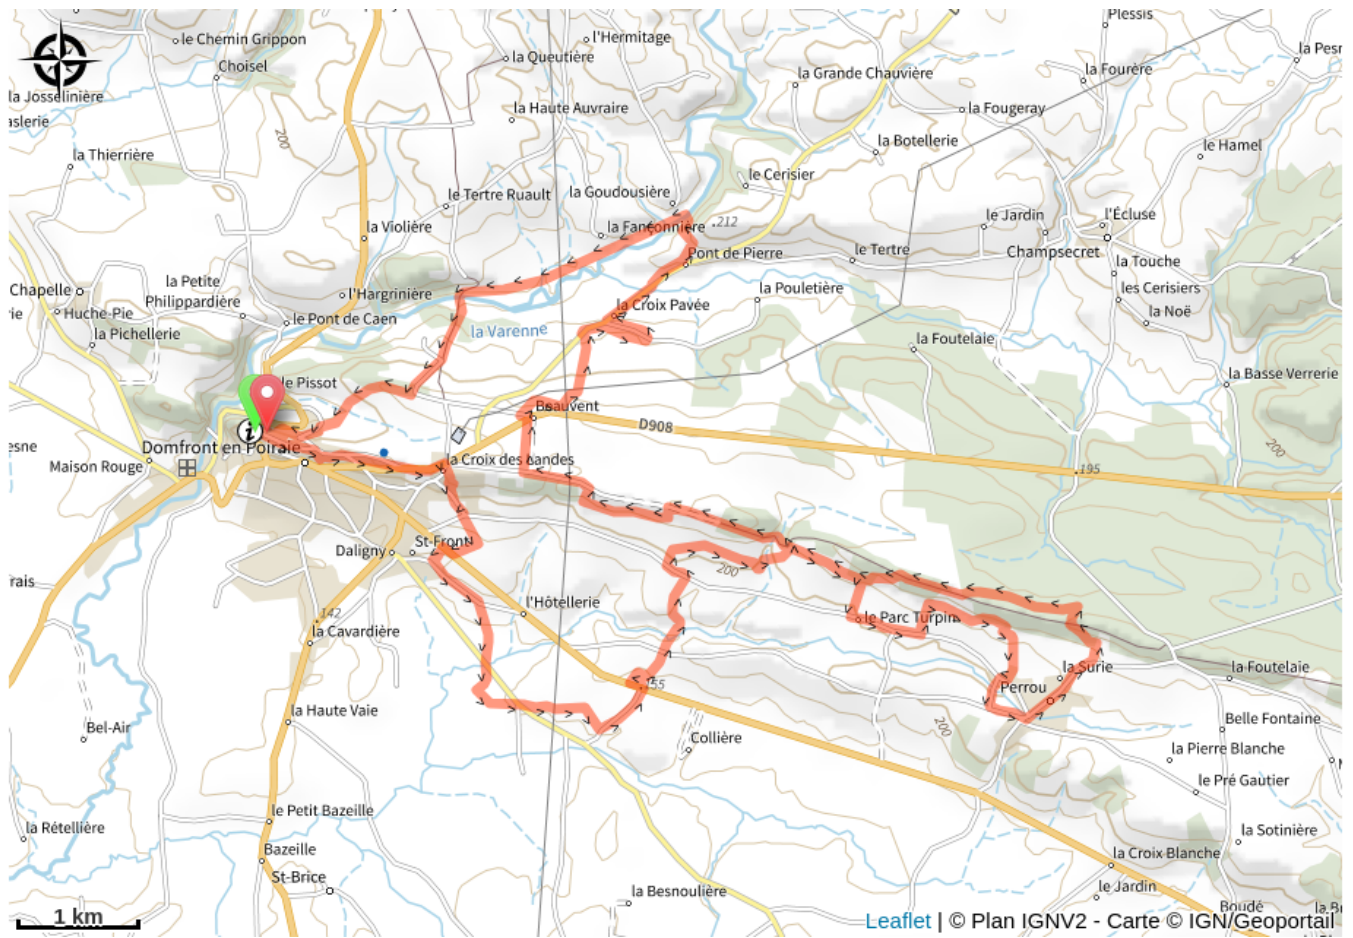 Plessis
le Chemin Grippon
l'Hermitage
la Queutière
la Pesr
Choisel
la Grande Chauvière
la Fourère
la Josselinière
la Haute Auvraire
la Fougeray
aslerie
200
la Botellerie
le Hamel
la Thierrière
le Cerisier
le Tertre Ruault
la Goudousière
le Jardin
l'Écluse
la Violière
la Fanconnière
.212
Pont de Pierre
le Tertre
Champsecret
la Touche
la Petite
Philippardière
Chapelle
l'Hargrinière
la Pouletière
les Cerisiers
rie
Huche-Pie
le Pont de Caen
la Croix Pavée
la Noë
la Pichellerie
la Varenne
la Foutelaie
le Pissot
la Basse Verrerie
Beauvent
D908
esne
Domfront en Poiraie
200
Maison Rouge
la Croix des Landes
.195
Daligny
St-Front
200
rais
l'Hôtellerie
142
le Parc Turpin
la Cavardière
la Surie
la Foutelaie
155
Perrou
la Haute Vaie
200
Belle Fontaine
Bel-Air
Collière
la Pierre Blanche
le Pré Gautier
le Petit Bazeille
la Rétellière
la Sotinière
Bazeille
la Croix Blanche
St-Brice
la Besnoulière
le Jardin
Boudé
la Br
1 km
Leaflet | © Plan IGNV2 - Carte © IGN/Geoportail